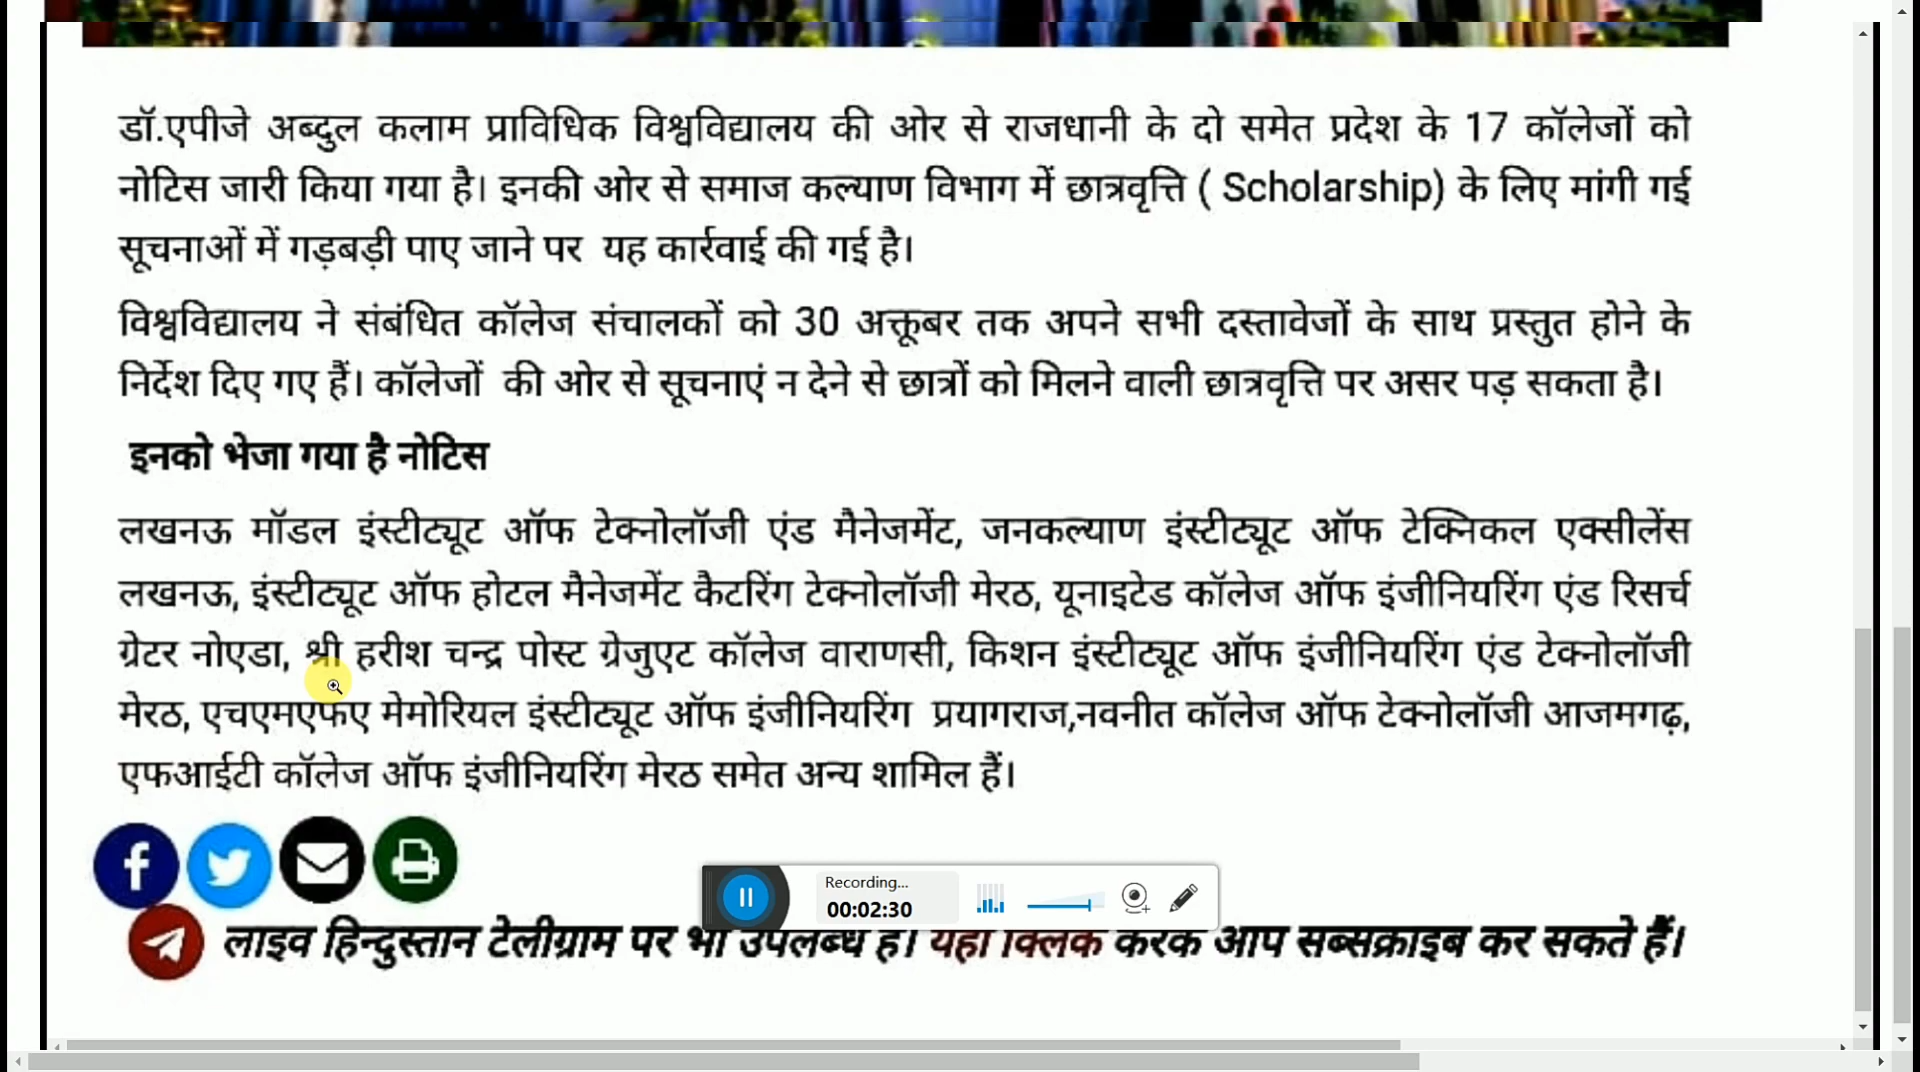 डॉ.एपीजे अब्दुल कलाम प्राविधिक विश्वविद्यालय की ओर से राजधानी के दो समेत प्रदेश के 17 कॉलेजों को
नोटिस जारी किया गया है। इनकी ओर से समाज कल्याण विभाग में छात्रवृत्ति ( Scholarship) के लिए मांगी गई
सूचनाओं में गड़बड़ी पाए जाने पर यह कार्रवाई की गई है।
विश्वविद्यालय ने संबंधित कॉलेज संचालकों को 30 अक्तूबर तक अपने सभी दस्तावेजों के साथ प्रस्तुत होने के
निर्देश दिए गए हैं। कॉलेजों की ओर से सूचनाएं न देने से छात्रों को मिलने वाली छात्रवृत्ति पर असर पड़ सकता है।
इनको भेजा गया है नोटिस
लखनऊ मॉडल इंस्टीट्यूट ऑफ टेक्नोलॉजी एंड मैनेजमेंट, जनकल्याण इंस्टीट्यूट ऑफ टेक्निकल एक्सीलेंस
लखनऊ, इंस्टीट्यूट ऑफ होटल मैनेजमेंट कैटरिंग टेक्नोलॉजी मेरठ, यूनाइटेड कॉलेज ऑफ इंजीनियरिंग एंड रिसर्च
ग्रेटर नोएडा, श्री हरीश चन्द्र पोस्ट ग्रेजुएट कॉलेज वाराणसी, किशन इंस्टीट्यूट ऑफ इंजीनियरिंग एंड टेक्नोलॉजी
मेरठ, एचएमएफए मेमोरियल इंस्टीट्यूट ऑफ इंजीनियरिंग प्रयागराज,नवनीत कॉलेज ऑफ टेक्नोलॉजी आजमगढ़,
एफआईटी कॉलेज ऑफ इंजीनियरिंग मेरठ समेत अन्य शामिल हैं।
Recording...
00:02:30
लाइव हिन्दुस्तान टेलीग्राम पर भी उपलब्ध है। यहां क्लिक करके आप सब्सक्राइब कर सकते हैं।